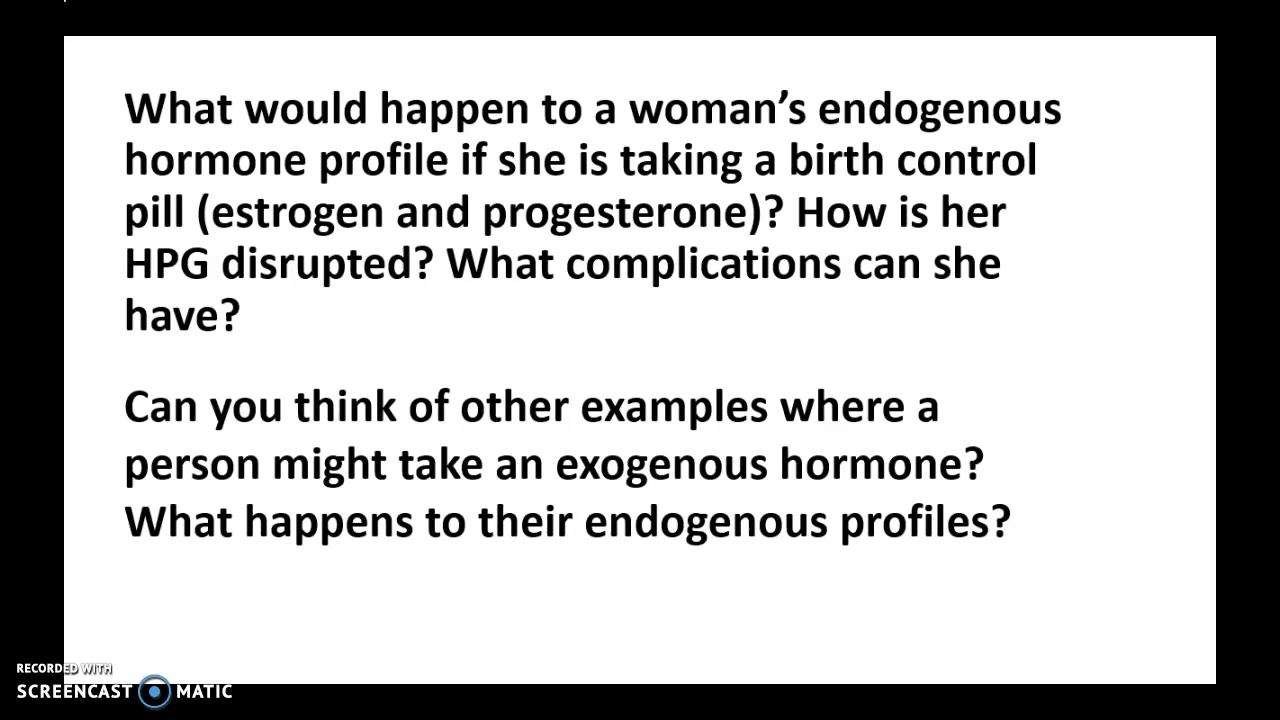 What would happen to a woman’s endogenous
hormone profile if she is taking a birth control
pill (estrogen and progesterone)? How is her
HPG disrupted? What complications can she
have?
Can you think of other examples where a
person might take an exogenous hormone?
What happens to their endogenous profiles?
RECORDED WITH
SCREENCAST MATIC